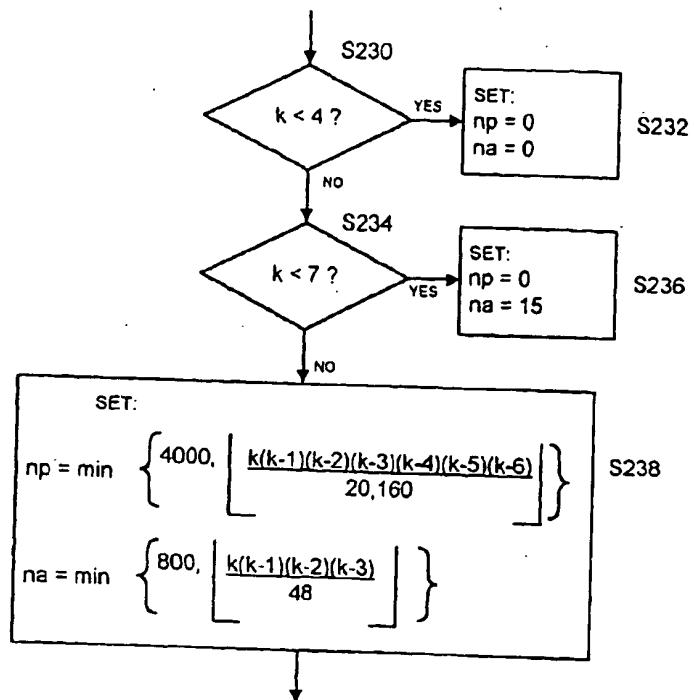 S230
k < 4 ?
YES
SET:
np = 0
na = 0
S232
NO
S234
k < 7 ?
YES
SET:
np = 0
na = 15
S236
NO
SET:
np = min { 4000, ⌊ k(k-1)(k-2)(k-3)(k-4)(k-5)(k-6)
20,160 ⌋ }
S238
na = min { 800, ⌊ k(k-1)(k-2)(k-3)
48 ⌋ }